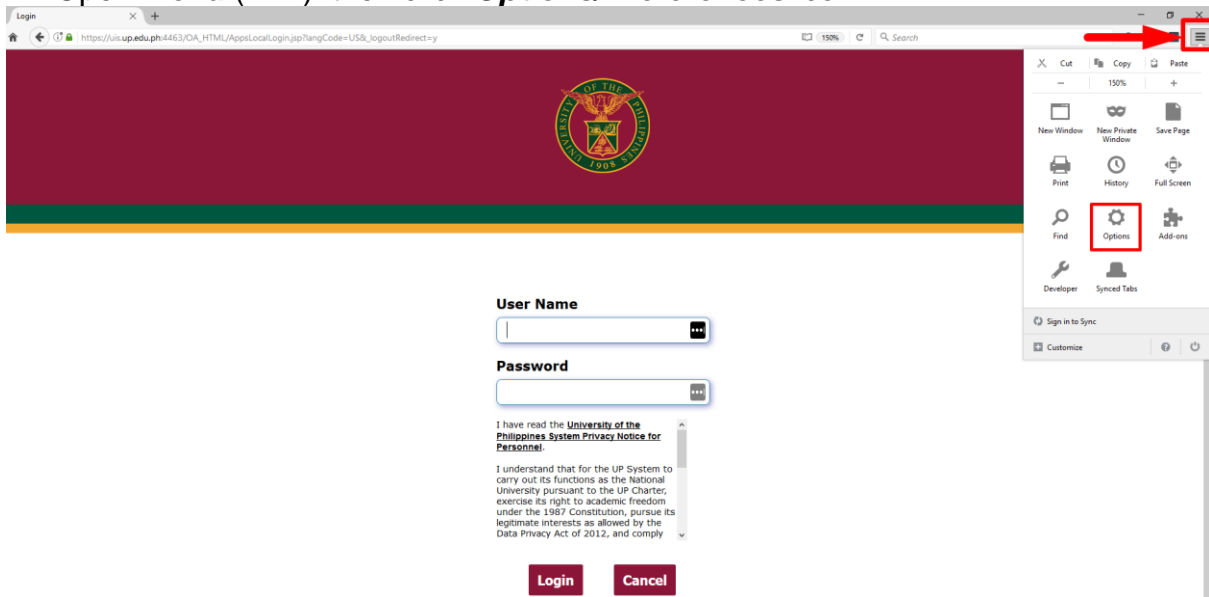 Login
https://uis.up.edu.ph:4463/OA_HTML/AppsLocalLogin.jsp?langCode=US&_logoutRedirect=y
150%
Search
Cut
Copy
Paste
150%
New Window
New Private
Window
Save Page
Print
History
Full Screen
Find
Options
Add-ons
Developer
Synced Tabs
Sign in to Sync
Customize
UNIVERSITY OF THE PHILIPPINES
1908
User Name
Password
I have read the University of the
Philippines System Privacy Notice for
Personnel.
I understand that for the UP System to
carry out its functions as the National
University pursuant to the UP Charter,
exercise its right to academic freedom
under the 1987 Constitution, pursue its
legitimate interests as allowed by the
Data Privacy Act of 2012, and comply
Login
Cancel